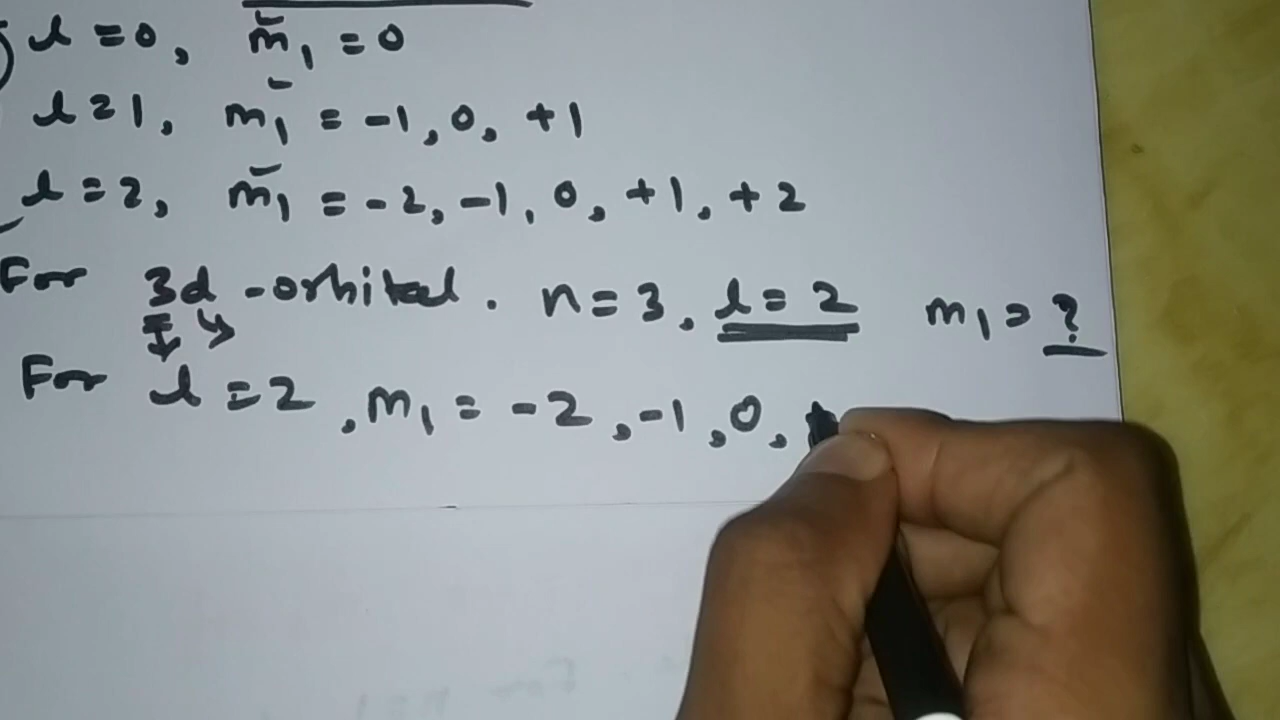 l=0, m1=0
l=1, m1=-1,0,+1
l=2, m1=-2,-1,0,+1,+2
For 3d-orbital. n=3, l=2 m1=?
For l=2, m1=-2,-1,0,